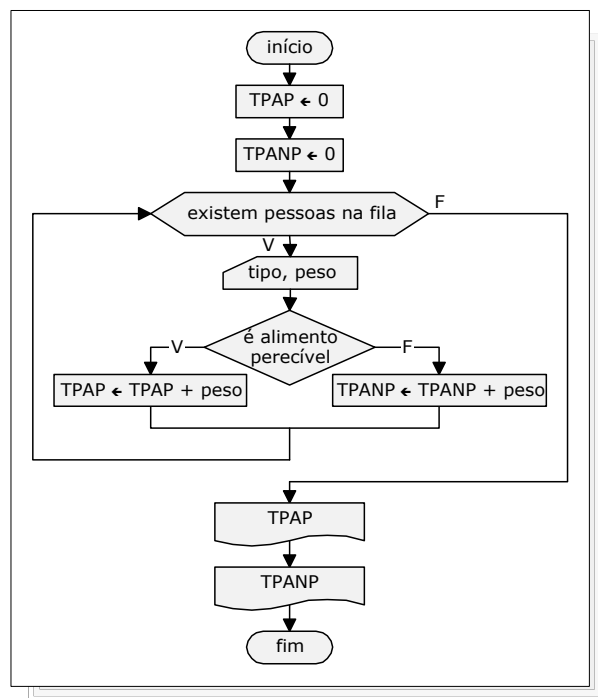 início
TPAP ← 0
TPANP ← 0
existem pessoas na fila
F
V
tipo, peso
é alimento
perecível
V
F
TPAP ← TPAP + peso
TPANP ← TPANP + peso
TPAP
TPANP
fim